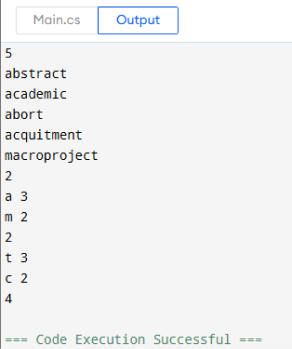 Main.cs Output
5
abstract
academic
abort
acquitment
macroproject
2
a 3
m 2
2
t 3
c 2
4
=== Code Execution Successful ===